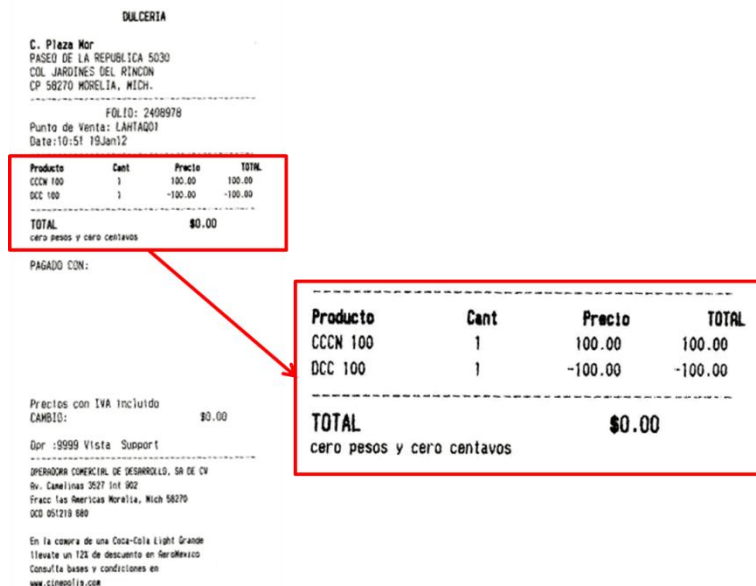 DULCERIA
C. Plaza Mor
PASEO DE LA REPUBLICA 5030
COL JARDINES DEL RINCON
CP 58270 MORELIA, MICH.
FOLIO: 2408978
Punto de Venta: LAHTAQ01
Date:10:51 19Jan12
Producto Cant Precio TOTAL
CCCN 100 1 100.00 100.00
DCC 100 1 -100.00 -100.00
TOTAL $0.00
cero pesos y cero centavos
PAGADO CON:
Precios con IVA incluido
CAMBIO: $0.00
Opr :9999 Vista Support
OPERADORA COMERCIAL DE DESARROLLO, SA DE CV
Av. Camelinas 3527 Int 902
Fracc las Americas Morelia, Mich 58270
OCD 051219 680
En la compra de una Coca-Cola Light Grande
llevate un 12% de descuento en AeroMexico
Consulta bases y condiciones en
www.cinepolis.com
Producto Cant Precio TOTAL
CCCN 100 1 100.00 100.00
DCC 100 1 -100.00 -100.00
TOTAL $0.00
cero pesos y cero centavos